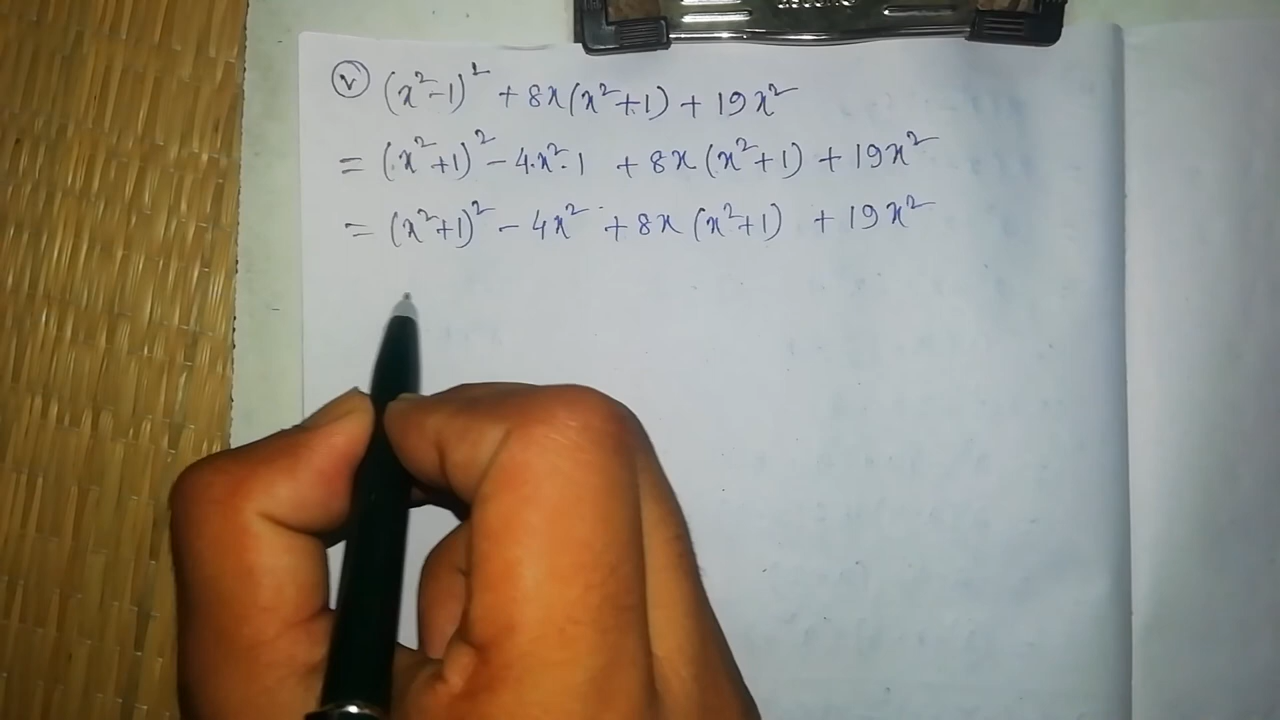 (v) (x²-1)² + 8x(x²+1) + 19x²
= (x²+1)² - 4.x².1 + 8x(x²+1) + 19x²
= (x²+1)² - 4x² + 8x(x²+1) + 19x²